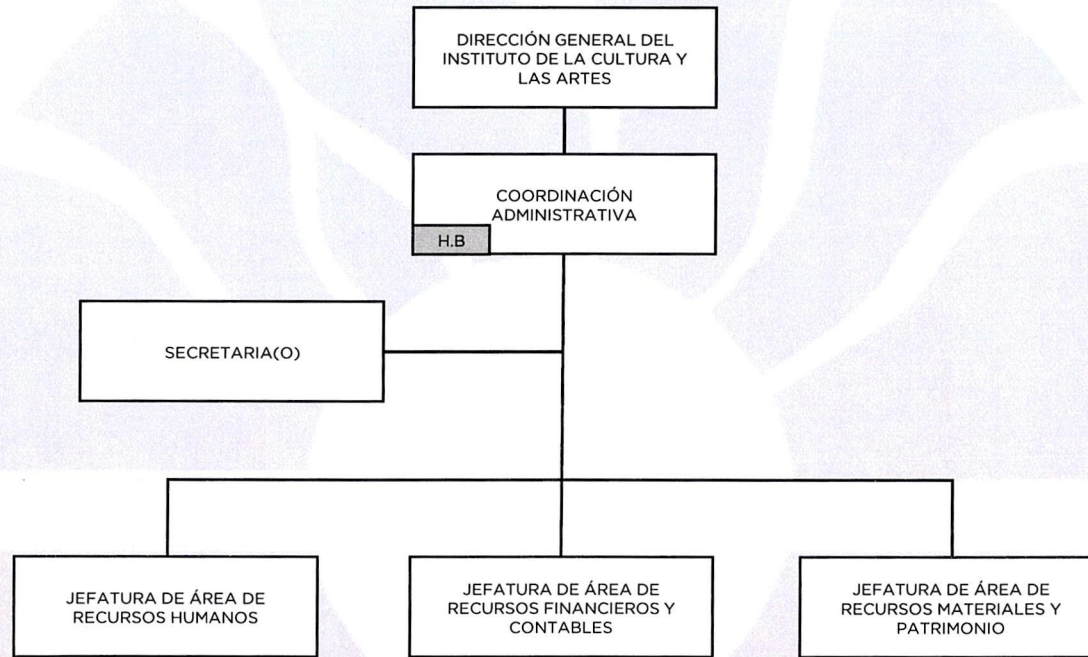 DIRECCIÓN GENERAL DEL
INSTITUTO DE LA CULTURA Y
LAS ARTES
COORDINACIÓN
ADMINISTRATIVA
H.B
SECRETARIA(O)
JEFATURA DE ÁREA DE
RECURSOS HUMANOS
JEFATURA DE ÁREA DE
RECURSOS FINANCIEROS Y
CONTABLES
JEFATURA DE ÁREA DE
RECURSOS MATERIALES Y
PATRIMONIO